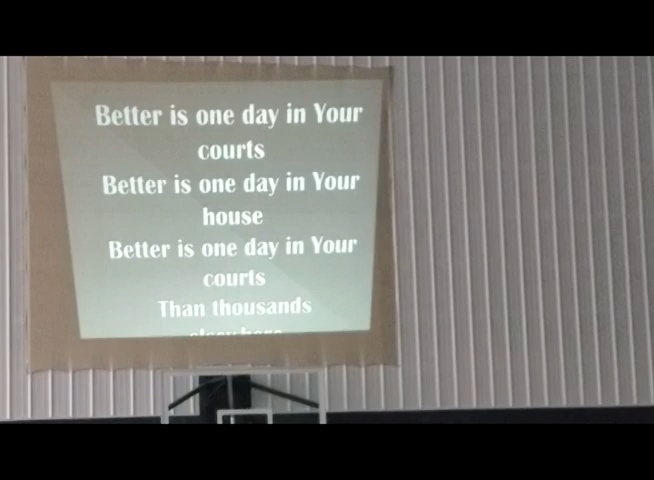 Better is one day in Your
courts
Better is one day in Your
house
Better is one day in Your
courts
Than thousands